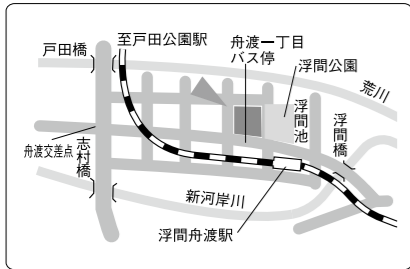 戸田橋
至戸田公園駅
舟渡一丁目
バス停
浮間公園
荒川
浮間池
浮間橋
舟渡交差点
志村橋
新河岸川
浮間舟渡駅